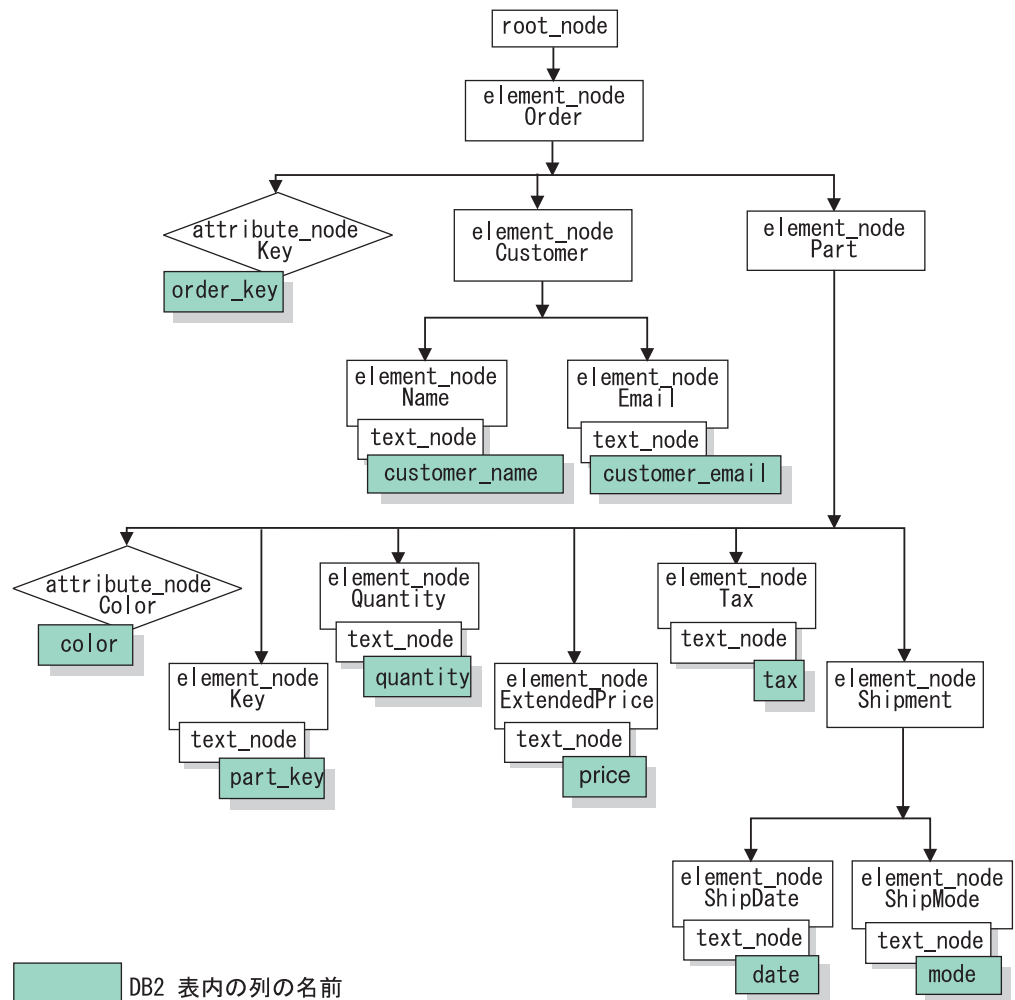 root_node
element_node
Order
attribute_node
Key
order_key
element_node
Customer
element_node
Part
element_node
Name
text_node
customer_name
element_node
Email
text_node
customer_email
attribute_node
Color
color
element_node
Key
text_node
part_key
element_node
Quantity
text_node
quantity
element_node
ExtendedPrice
text_node
price
element_node
Tax
text_node
tax
element_node
Shipment
element_node
ShipDate
text_node
date
element_node
ShipMode
text_node
mode
DB2 表内の列の名前